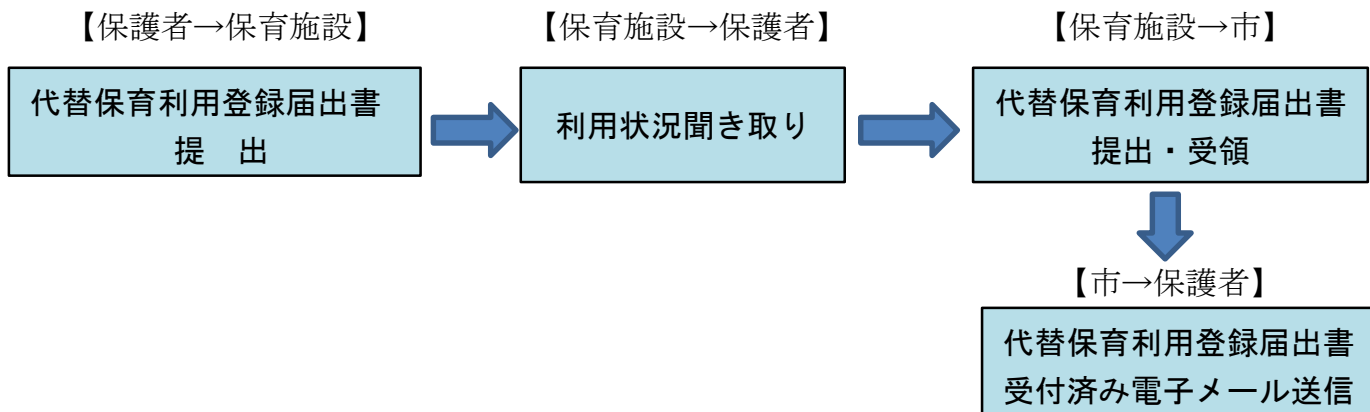 【保護者→保育施設】
代替保育利用登録届出書
提　出
【保育施設→保護者】
利用状況聞き取り
【保育施設→市】
代替保育利用登録届出書
提出・受領
【市→保護者】
代替保育利用登録届出書
受付済み電子メール送信